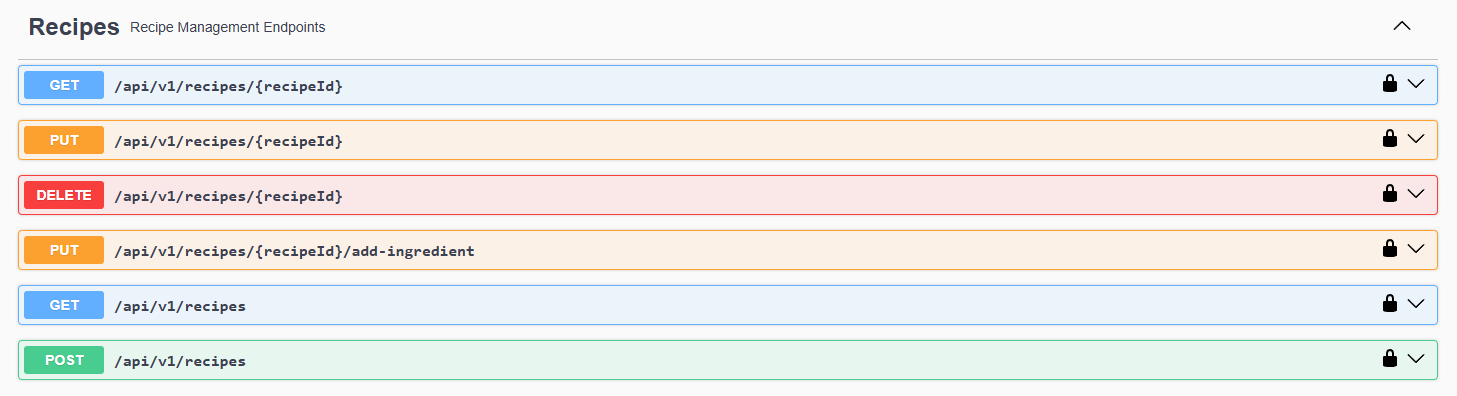 Recipes Recipe Management Endpoints
GET /api/v1/recipes/{recipeId}
PUT /api/v1/recipes/{recipeId}
DELETE /api/v1/recipes/{recipeId}
PUT /api/v1/recipes/{recipeId}/add-ingredient
GET /api/v1/recipes
POST /api/v1/recipes